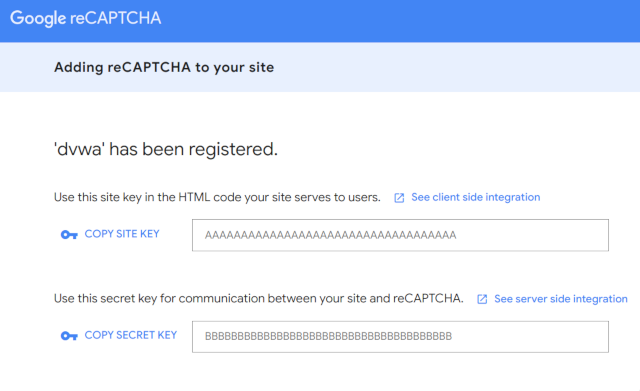 Google reCAPTCHA
Adding reCAPTCHA to your site
'dvwa' has been registered.
Use this site key in the HTML code your site serves to users. See client side integration
COPY SITE KEY AAAAAAAAAAAAAAAAAAAAAAAAAAAAAAAAAAA
Use this secret key for communication between your site and reCAPTCHA. See server side integration
COPY SECRET KEY BBBBBBBBBBBBBBBBBBBBBBBBBBBBBBBBBBBBBB